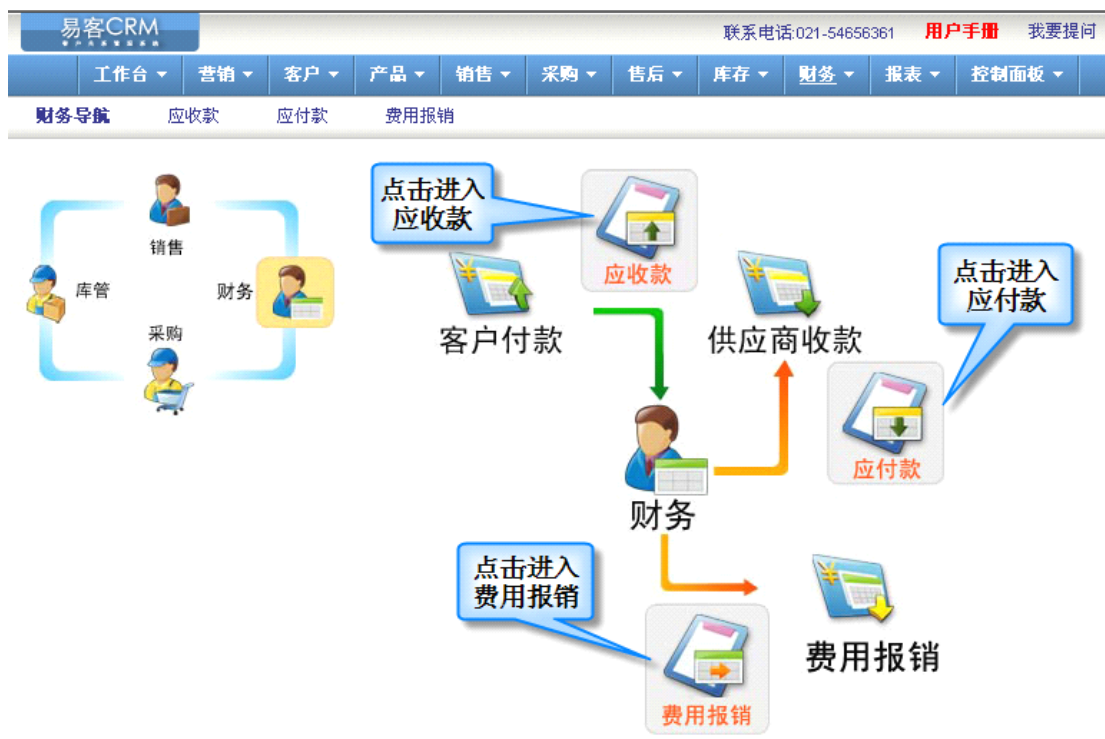 易客CRM
联系电话:021-54656361 用户手册 我要提问
工作台 营销 客户 产品 销售 采购 售后 库存 财务 报表 控制面板
财务导航 应收款 应付款 费用报销
销售
库管
财务
采购
点击进入
应收款
应收款
客户付款
供应商收款
点击进入
应付款
应付款
财务
点击进入
费用报销
费用报销
费用报销